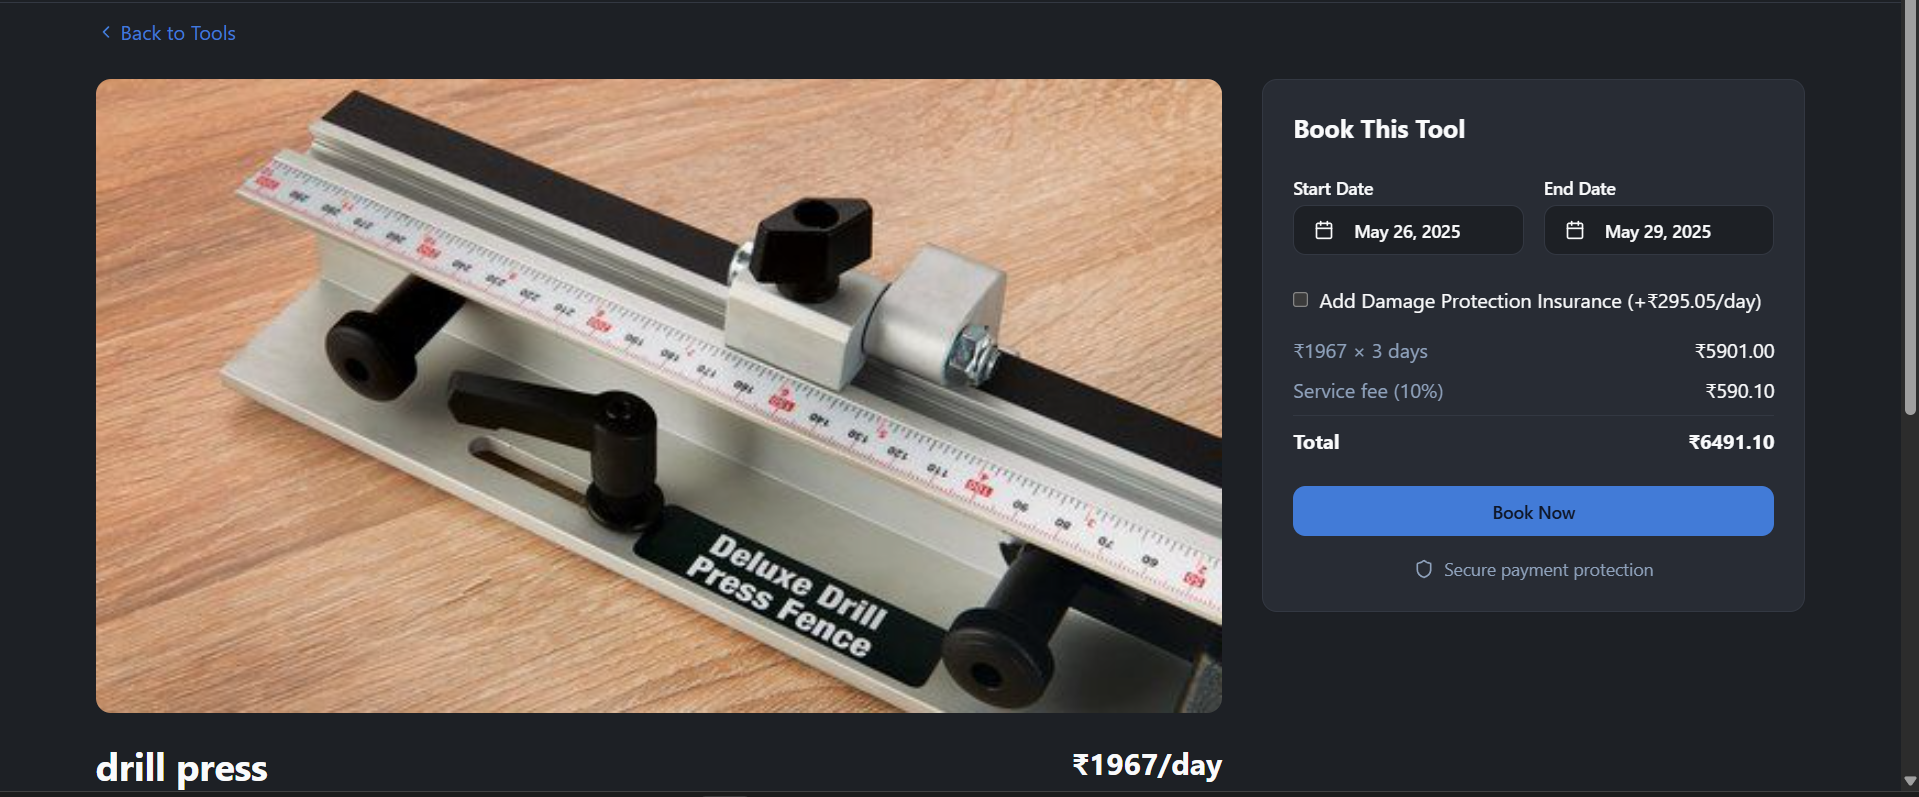 Back to Tools
Deluxe Drill
Press Fence
drill press
₹1967/day
Book This Tool
Start Date
End Date
May 26, 2025
May 29, 2025
Add Damage Protection Insurance (+₹295.05/day)
₹1967 × 3 days
₹5901.00
Service fee (10%)
₹590.10
Total
₹6491.10
Book Now
Secure payment protection